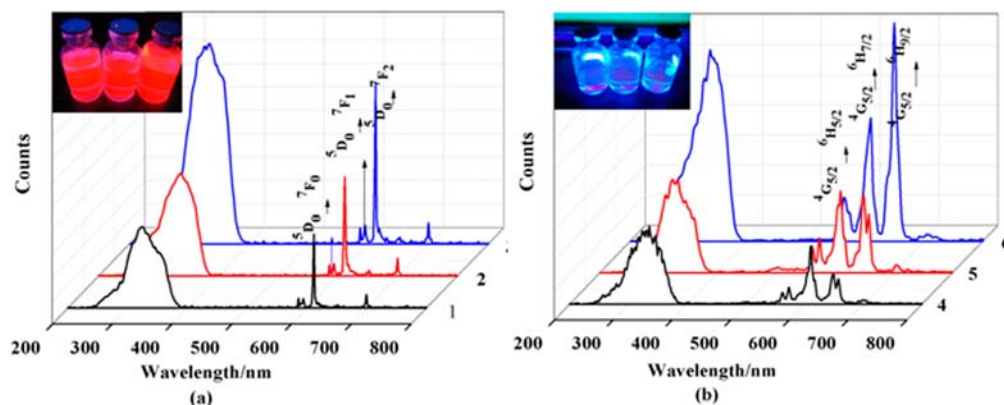 ⁵D₀ → ⁷F₀
⁵D₀ → ⁷F₁
⁵D₀ → ⁷F₂
Counts
2
1
200 300 400 500 600 700 800
Wavelength/nm
(a)
⁴G₅/₂ → ⁶H₅/₂
⁴G₅/₂ → ⁶H₇/₂
⁴G₅/₂ → ⁶H₉/₂
Counts
5
4
200 300 400 500 600 700 800
Wavelength/nm
(b)